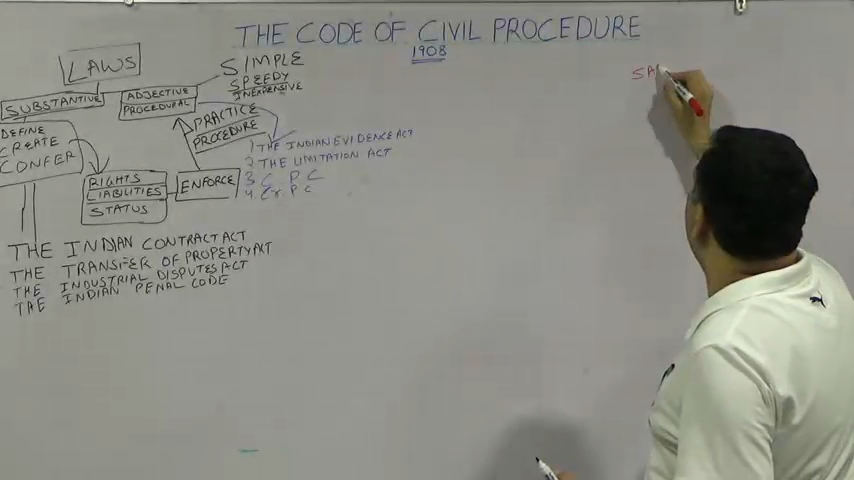 THE CODE OF CIVIL PROCEDURE
1908
LAWS
SUBSTANTIVE
ADJECTIVE
PROCEDURAL
SIMPLE
SPEEDY
INEXPENSIVE
DEFINE
CREATE
CONFER
PRACTICE
PROCEDURE
RIGHTS
LIABILITIES
STATUS
ENFORCE
1 THE INDIAN EVIDENCE ACT
2 THE LIMITATION ACT
3. C P C
4. Cr. P C
THE INDIAN CONTRACT ACT
THE TRANSFER OF PROPERTY ACT
THE INDUSTRIAL DISPUTES ACT
THE INDIAN PENAL CODE